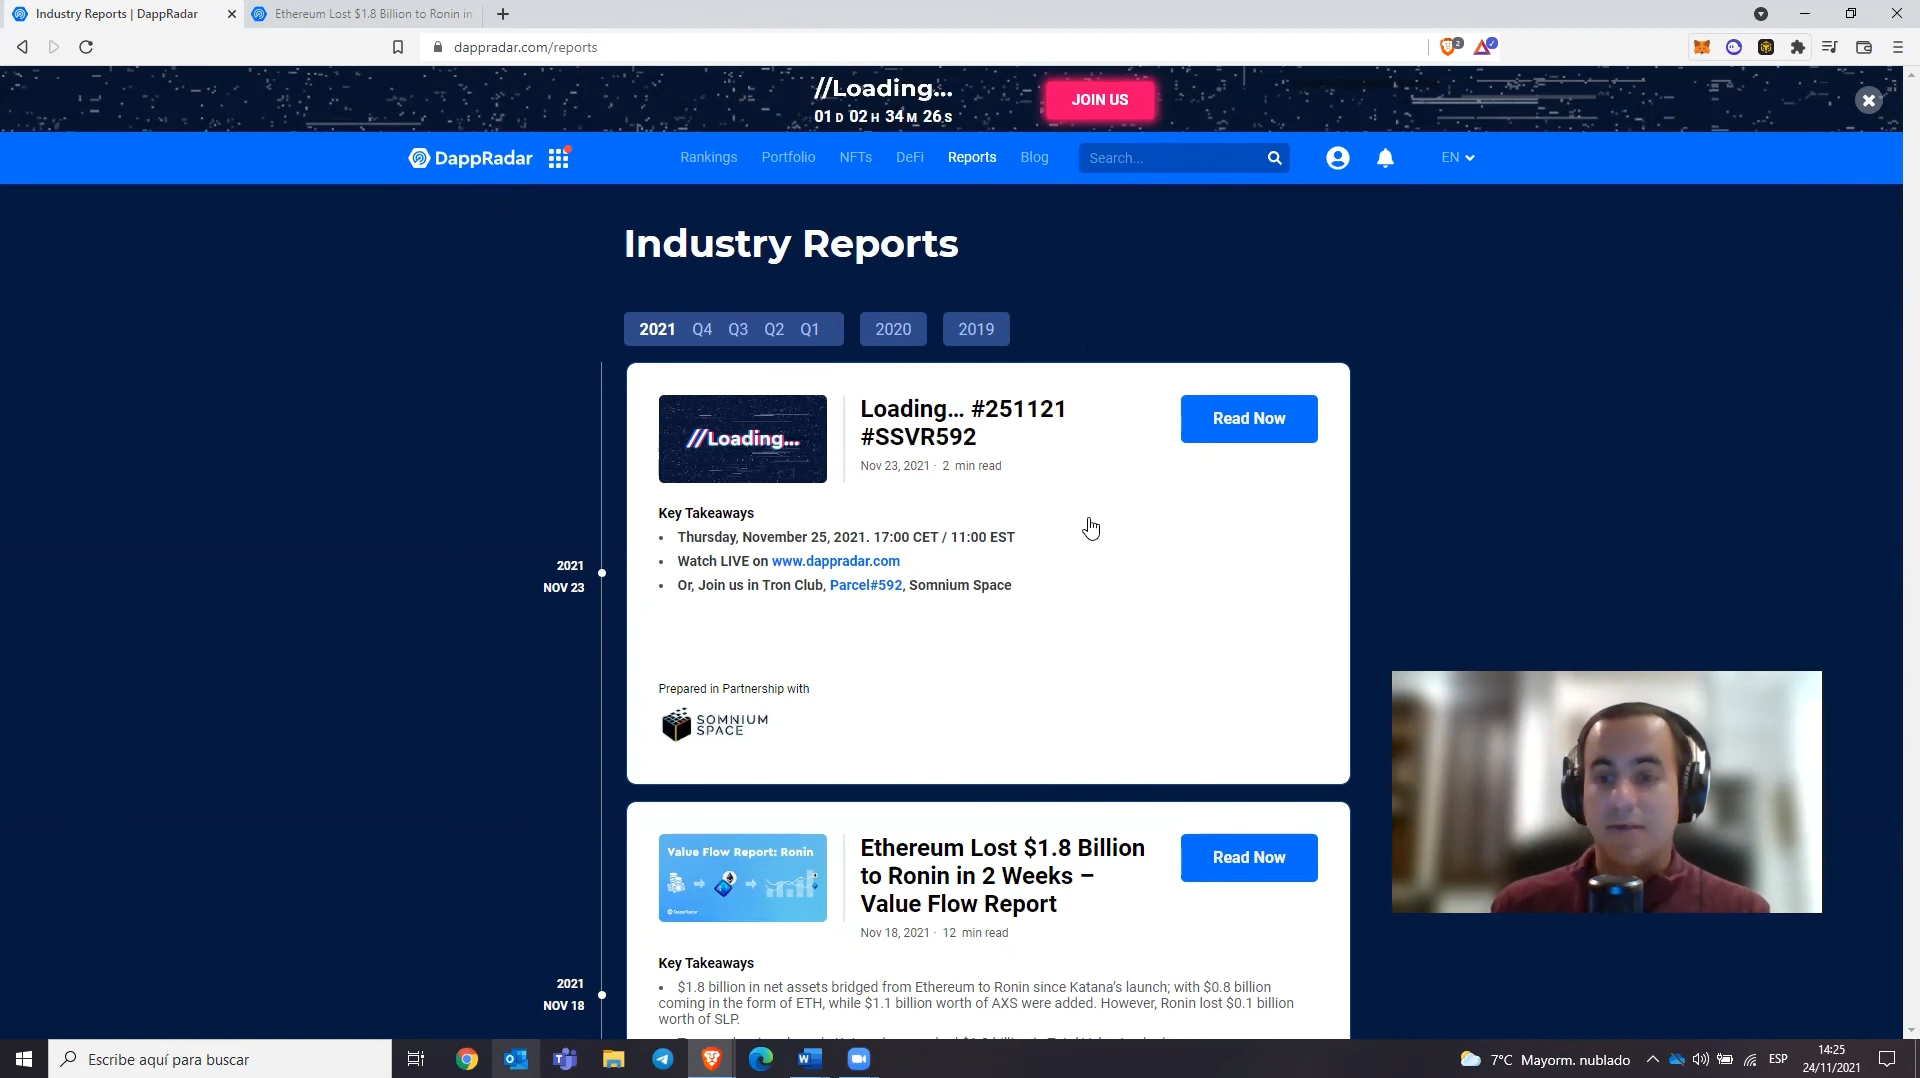 Industry Reports | DappRadar
Ethereum Lost $1.8 Billion to Ronin in
dappradar.com/reports
2
//Loading...
01 D 02 H 34 M 26 S
JOIN US
DappRadar
Rankings
Portfolio
NFTs
DeFi
Reports
Blog
Search...
EN
Industry Reports
2021 Q4 Q3 Q2 Q1
2020
2019
//Loading...
Loading... #251121
#SSVR592
Nov 23, 2021 · 2 min read
Read Now
Key Takeaways
• Thursday, November 25, 2021. 17:00 CET / 11:00 EST
• Watch LIVE on www.dappradar.com
• Or, Join us in Tron Club, Parcel#592, Somnium Space
2021
NOV 23
Prepared in Partnership with
SOMNIUM
SPACE
Value Flow Report: Ronin
DappRadar
Ethereum Lost $1.8 Billion
to Ronin in 2 Weeks –
Value Flow Report
Nov 18, 2021 · 12 min read
Read Now
Key Takeaways
2021
NOV 18
• $1.8 billion in net assets bridged from Ethereum to Ronin since Katana's launch; with $0.8 billion
coming in the form of ETH, while $1.1 billion worth of AXS were added. However, Ronin lost $0.1 billion
worth of SLP.
Escribe aquí para buscar
7°C Mayorm. nublado
ESP
14:25
24/11/2021